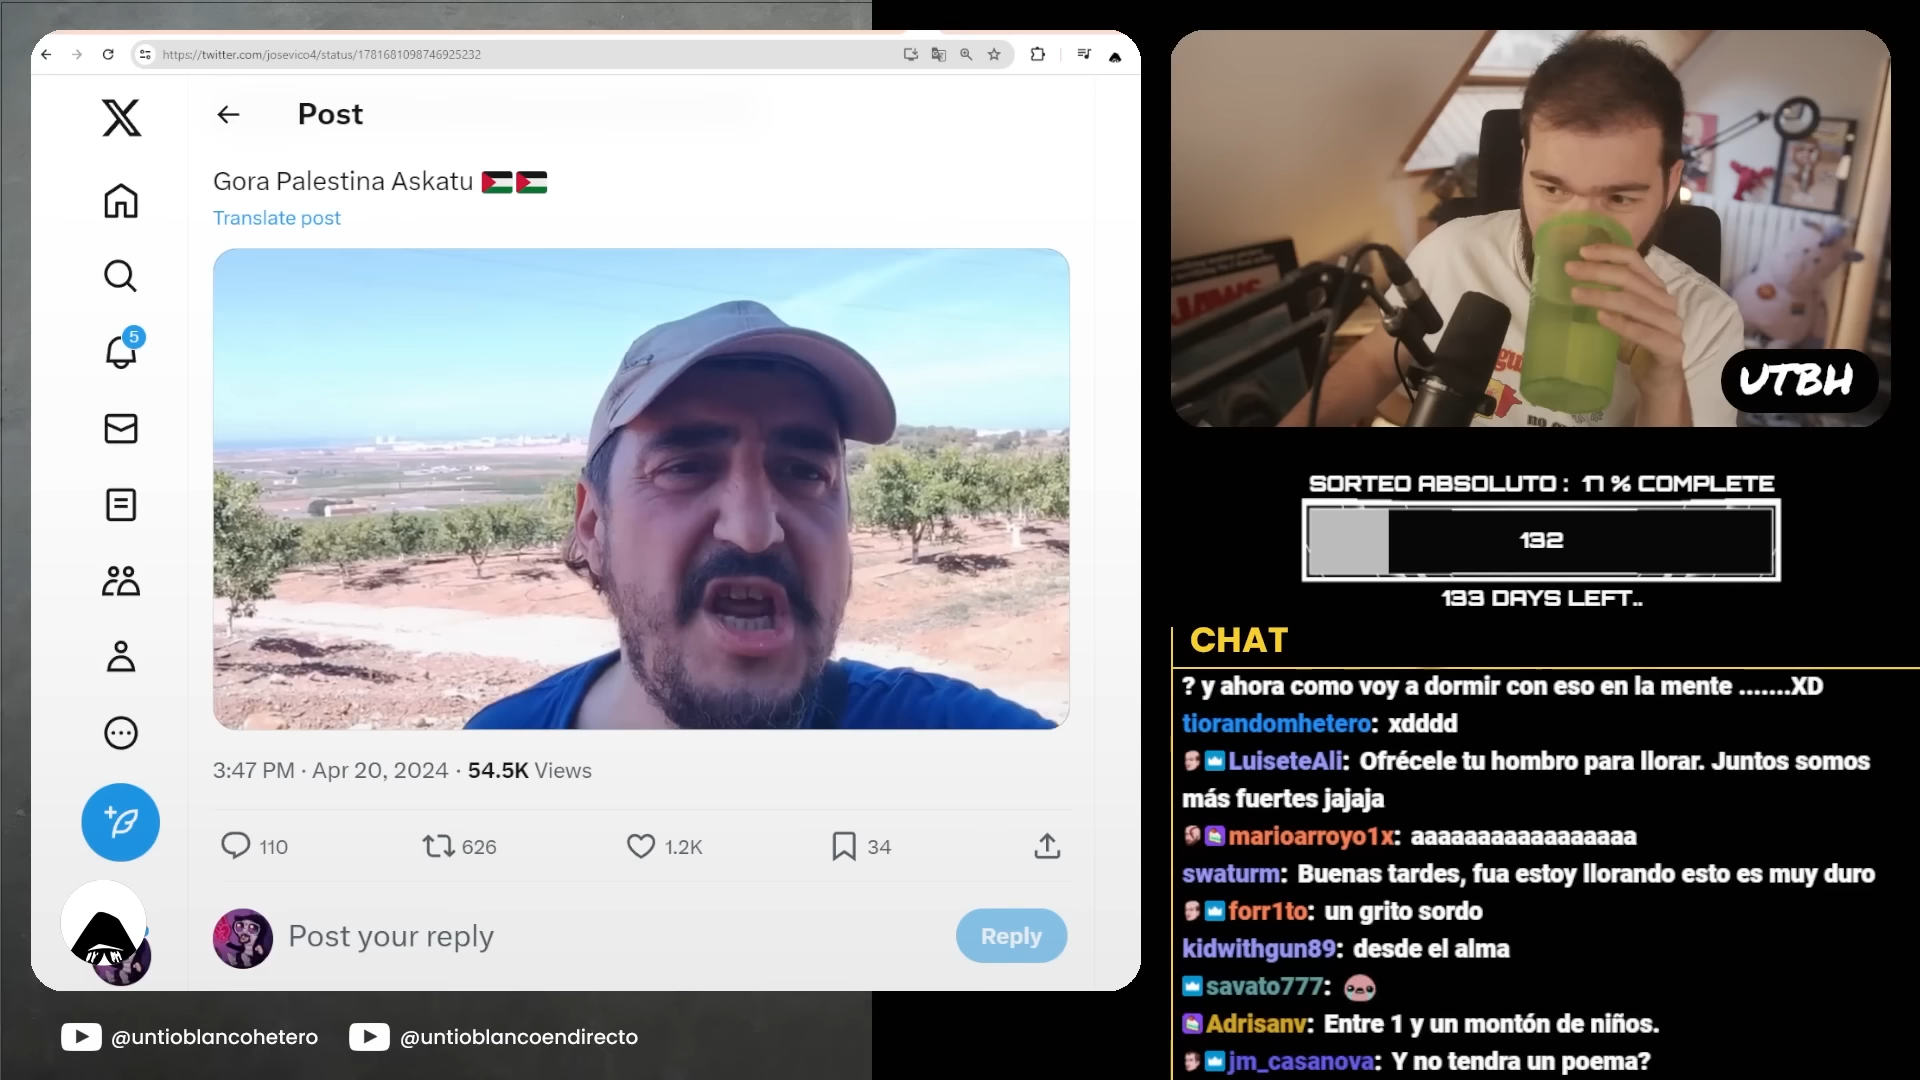 https://twitter.com/josevico4/status/1781681098746925232
Post
Gora Palestina Askatu
Translate post
5
3:47 PM · Apr 20, 2024 · 54.5K Views
110
626
1.2K
34
Post your reply
Reply
@untioblancohetero
@untioblancoendirecto
JAWS
UTBH
SORTEO ABSOLUTO : 17 % COMPLETE
132
133 DAYS LEFT..
CHAT
? y ahora como voy a dormir con eso en la mente .......XD
tiorandomhetero: xdddd
LuiseteAli: Ofrécele tu hombro para llorar. Juntos somos
más fuertes jajaja
marioarroyo1x: aaaaaaaaaaaaaaaaa
swaturm: Buenas tardes, fua estoy llorando esto es muy duro
forr1to: un grito sordo
kidwithgun89: desde el alma
savato777:
Adrisanv: Entre 1 y un montón de niños.
jm_casanova: Y no tendra un poema?